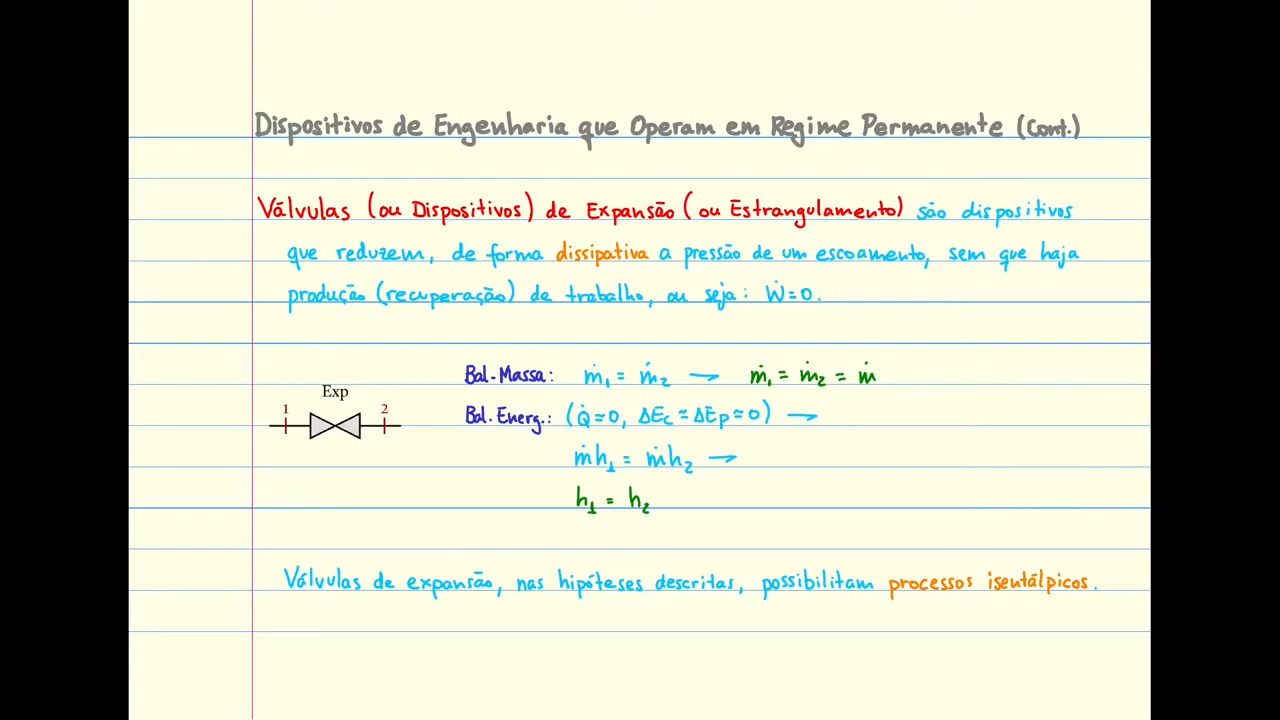 Dispositivos de Engenharia que Operam em Regime Permanente (Cont.)
Válvulas (ou Dispositivos) de Expansão (ou Estrangulamento) são dispositivos
que reduzem, de forma dissipativa a pressão de um escoamento, sem que haja
produção (recuperação) de trabalho, ou seja: Ẇ=0.
Bal. Massa: ṁ₁ = ṁ₂ → ṁ₁ = ṁ₂ = ṁ
Exp
1 2
Bal. Energ.: (Q̇≃0, ΔEc ≃ ΔEp ≃ 0) →
ṁh₁ = ṁh₂ →
h₁ = h₂
Válvulas de expansão, nas hipóteses descritas, possibilitam processos isentálpicos.